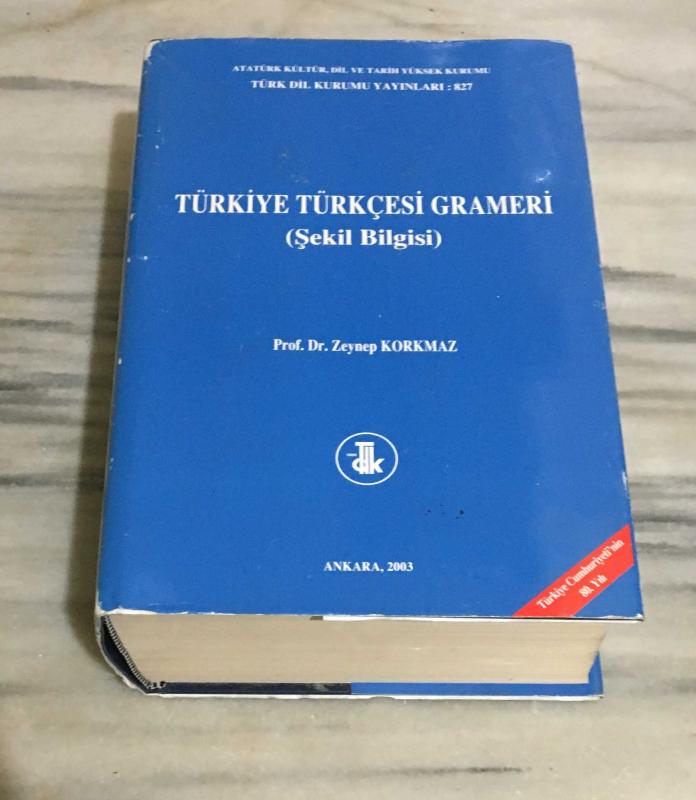 ATATÜRK KÜLTÜR, DİL VE TARİH YÜKSEK KURUMU
TÜRK DİL KURUMU YAYINLARI : 827
TÜRKİYE TÜRKÇESİ GRAMERİ
(Şekil Bilgisi)
Prof. Dr. Zeynep KORKMAZ
Tdk
ANKARA, 2003
Türkiye Cumhuriyeti'nin
80. Yılı